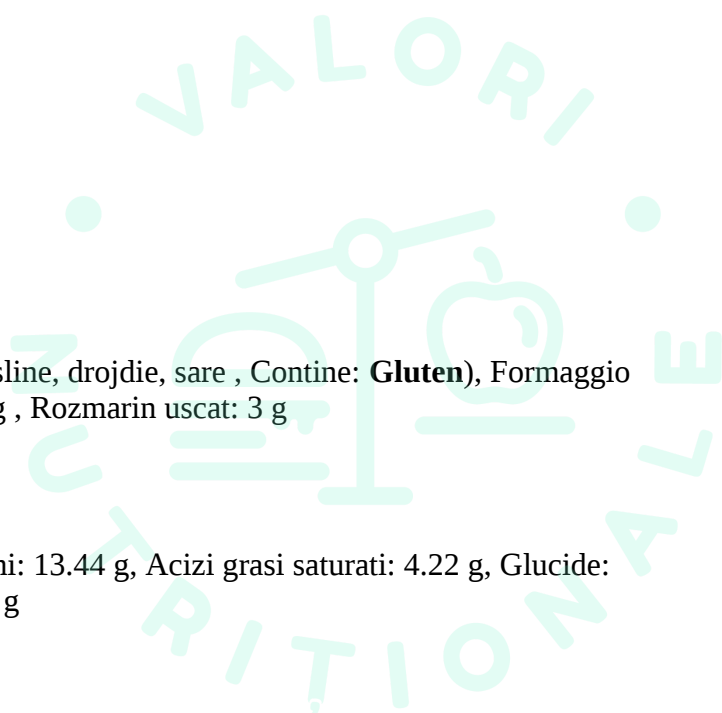 VALORI
sline, drojdie, sare , Contine: Gluten), Formaggio
g , Rozmarin uscat: 3 g
ni: 13.44 g, Acizi grasi saturati: 4.22 g, Glucide:
g
NUTRITIONALE